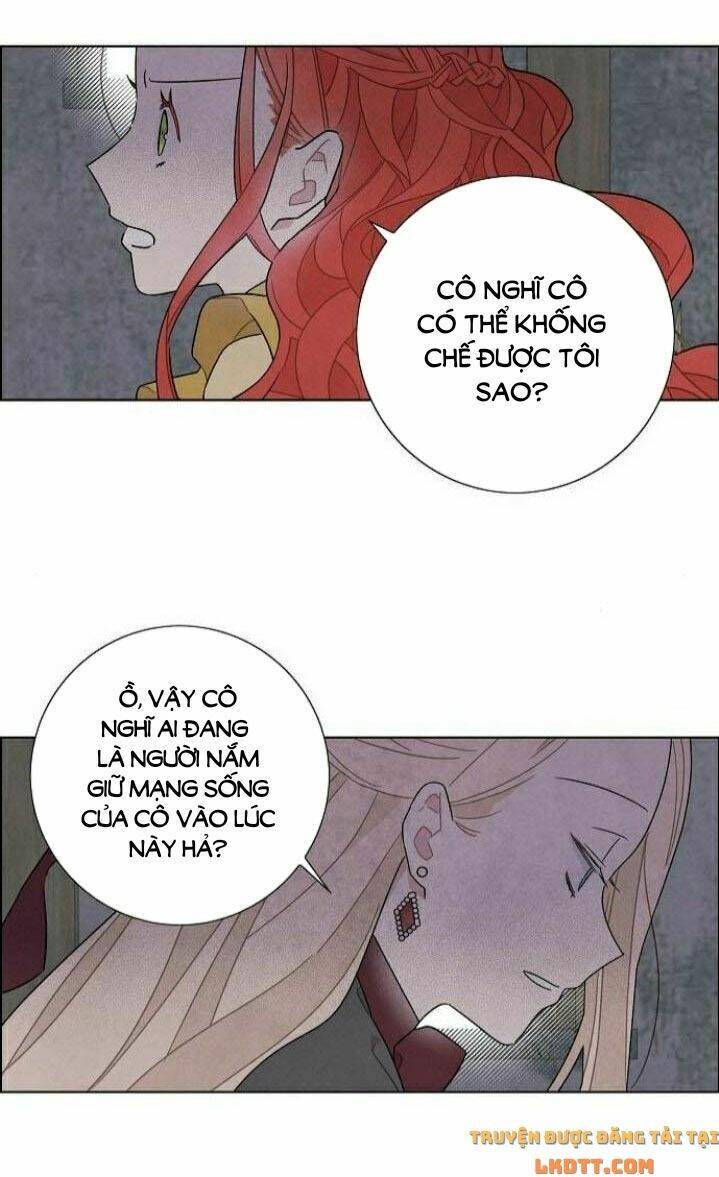 CÔ NGHĨ CÔ
CÓ THỂ KHỐNG
CHẾ ĐƯỢC TÔI
SAO?
Ồ, VẬY CÔ
NGHĨ AI ĐANG
LÀ NGƯỜI NẮM
GIỮ MẠNG SỐNG
CỦA CÔ VÀO LÚC
NÀY HẢ?
TRUYỆN ĐƯỢC ĐĂNG TẢI TẠI
LKDTT.COM